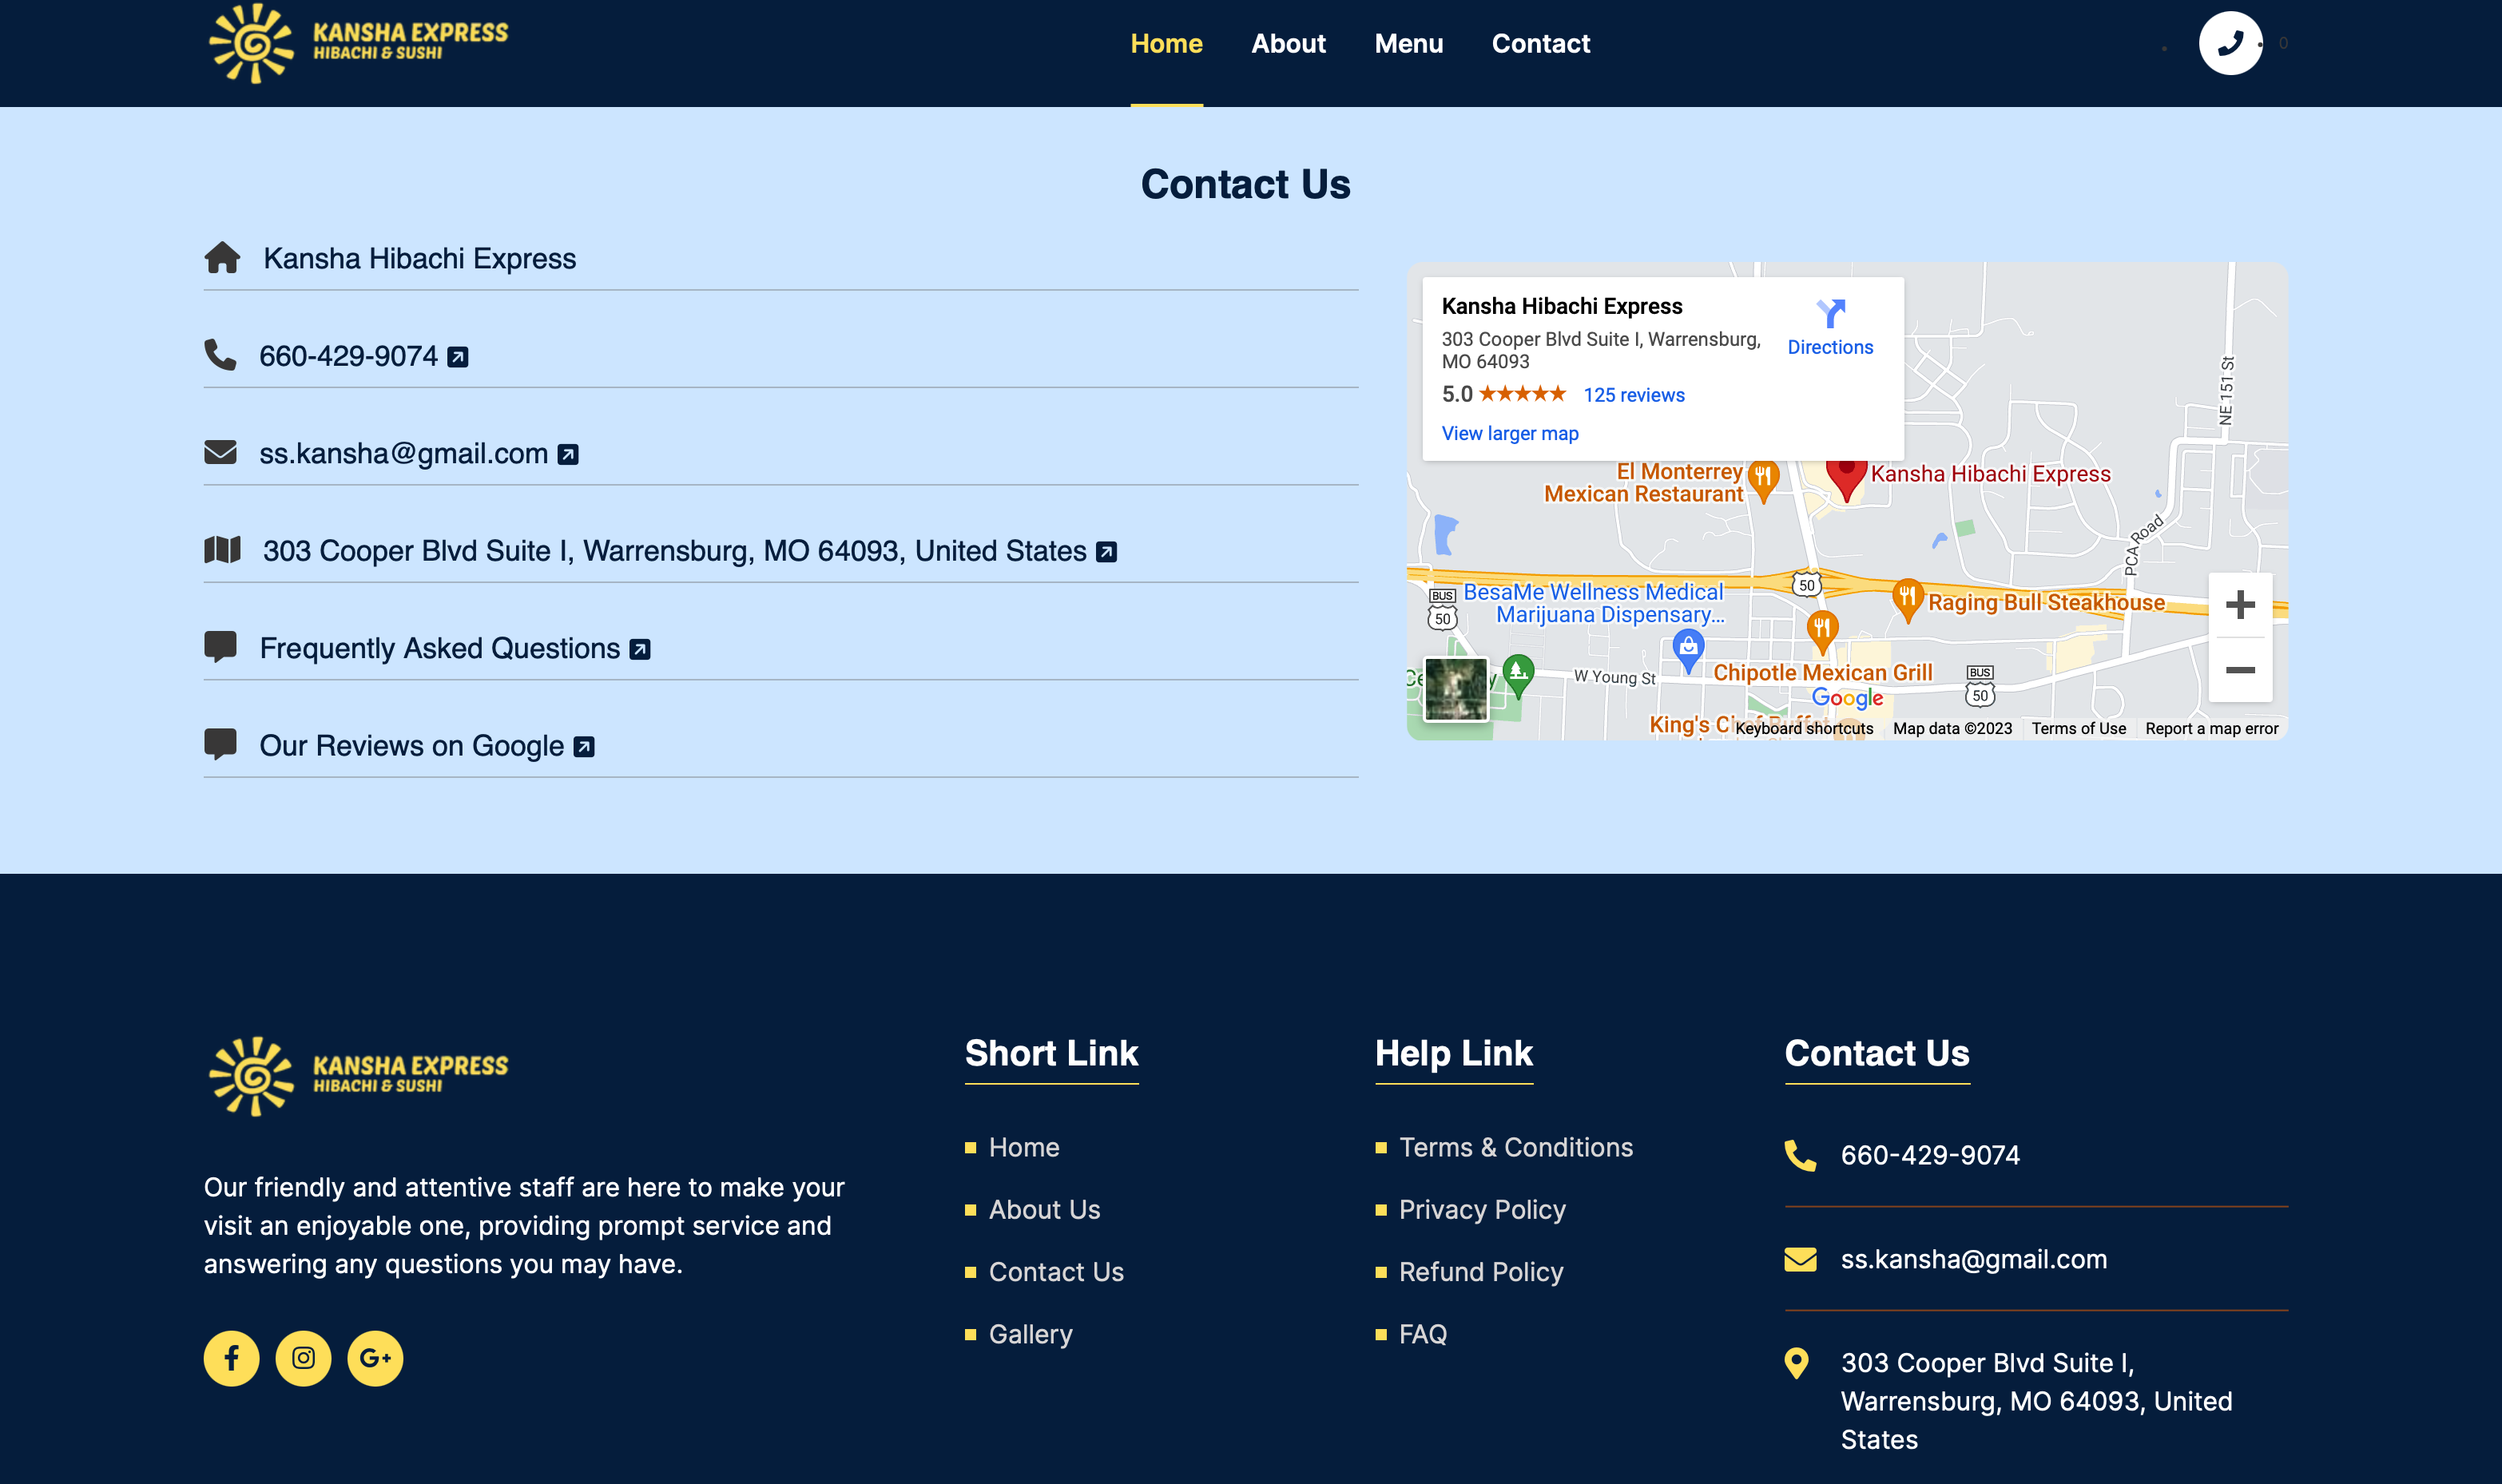 KANSHA EXPRESS
HIBACHI & SUSHI
Home
About
Menu
Contact
0
Contact Us
Kansha Hibachi Express
660-429-9074
ss.kansha@gmail.com
303 Cooper Blvd Suite I, Warrensburg, MO 64093, United States
Frequently Asked Questions
Our Reviews on Google
Kansha Hibachi Express
303 Cooper Blvd Suite I, Warrensburg,
MO 64093
Directions
5.0
125 reviews
View larger map
NE 151 St
El Monterrey
Mexican Restaurant
Kansha Hibachi Express
PCA Road
50
BUS
50
BesaMe Wellness Medical
Marijuana Dispensary...
Raging Bull Steakhouse
W Young St
Chipotle Mexican Grill
BUS
50
Google
King's
Keyboard shortcuts
Map data ©2023
Terms of Use
Report a map error
KANSHA EXPRESS
HIBACHI & SUSHI
Our friendly and attentive staff are here to make your
visit an enjoyable one, providing prompt service and
answering any questions you may have.
G+
Short Link
Home
About Us
Contact Us
Gallery
Help Link
Terms & Conditions
Privacy Policy
Refund Policy
FAQ
Contact Us
660-429-9074
ss.kansha@gmail.com
303 Cooper Blvd Suite I,
Warrensburg, MO 64093, United
States